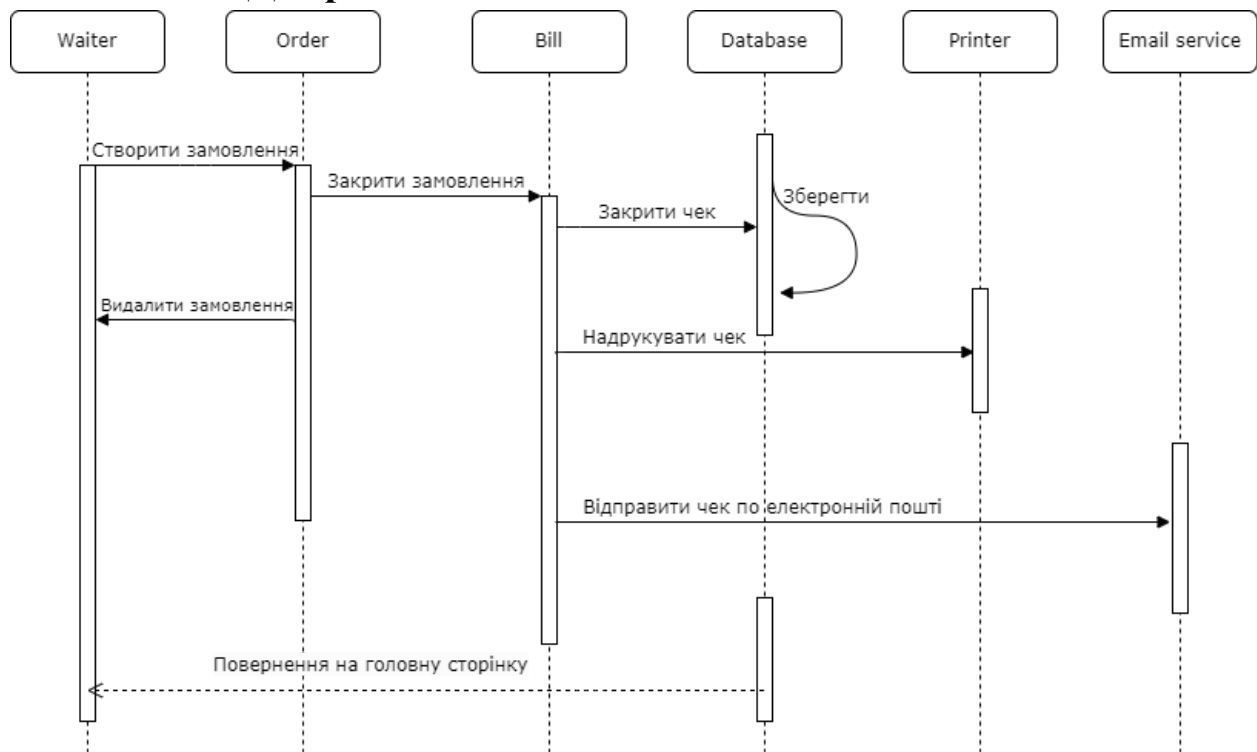 Waiter
Order
Bill
Database
Printer
Email service
Створити замовлення
Закрити замовлення
Зберегти
Закрити чек
Видалити замовлення
Надрукувати чек
Відправити чек по електронній пошті
Повернення на головну сторінку